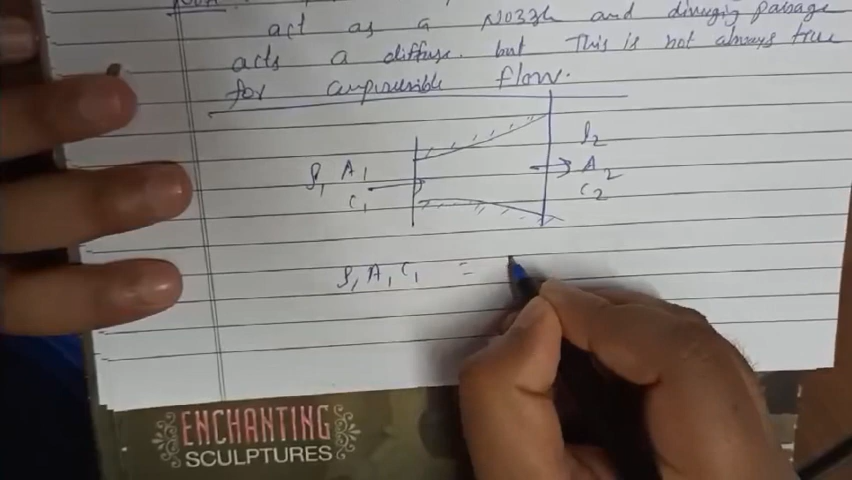 act as a Nozzle and diverging passage
acts a diffuse. but This is not always true
for compressible flow.
ρ1 A1
C1
ρ2
A2
C2
ρ1 A1 C1 =
ENCHANTING
SCULPTURES